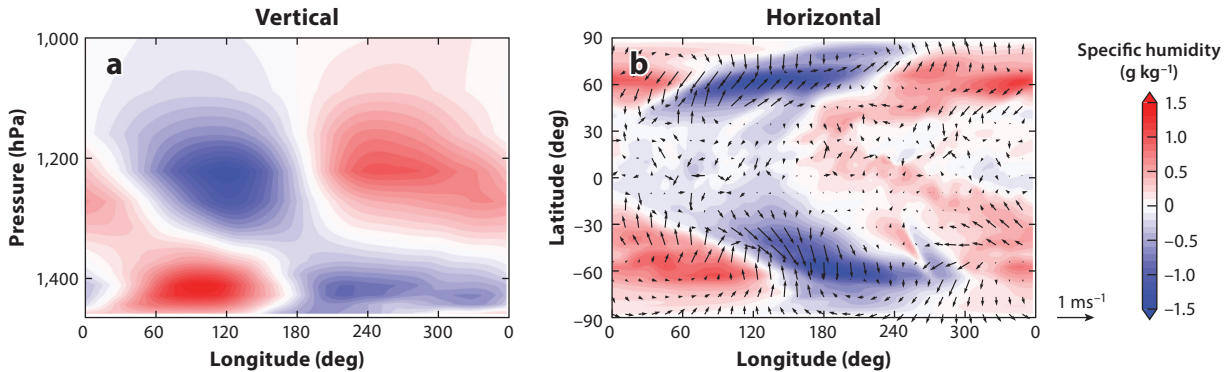 Vertical
Horizontal
1,000
1,200
1,400
Pressure (hPa)
a
0 60 120 180 240 300 0
Longitude (deg)
90
60
30
0
−30
−60
−90
Latitude (deg)
b
0 60 120 180 240 300 0
Longitude (deg)
1 ms−1
Specific humidity
(g kg−1)
1.5
1.0
0.5
0
−0.5
−1.0
−1.5